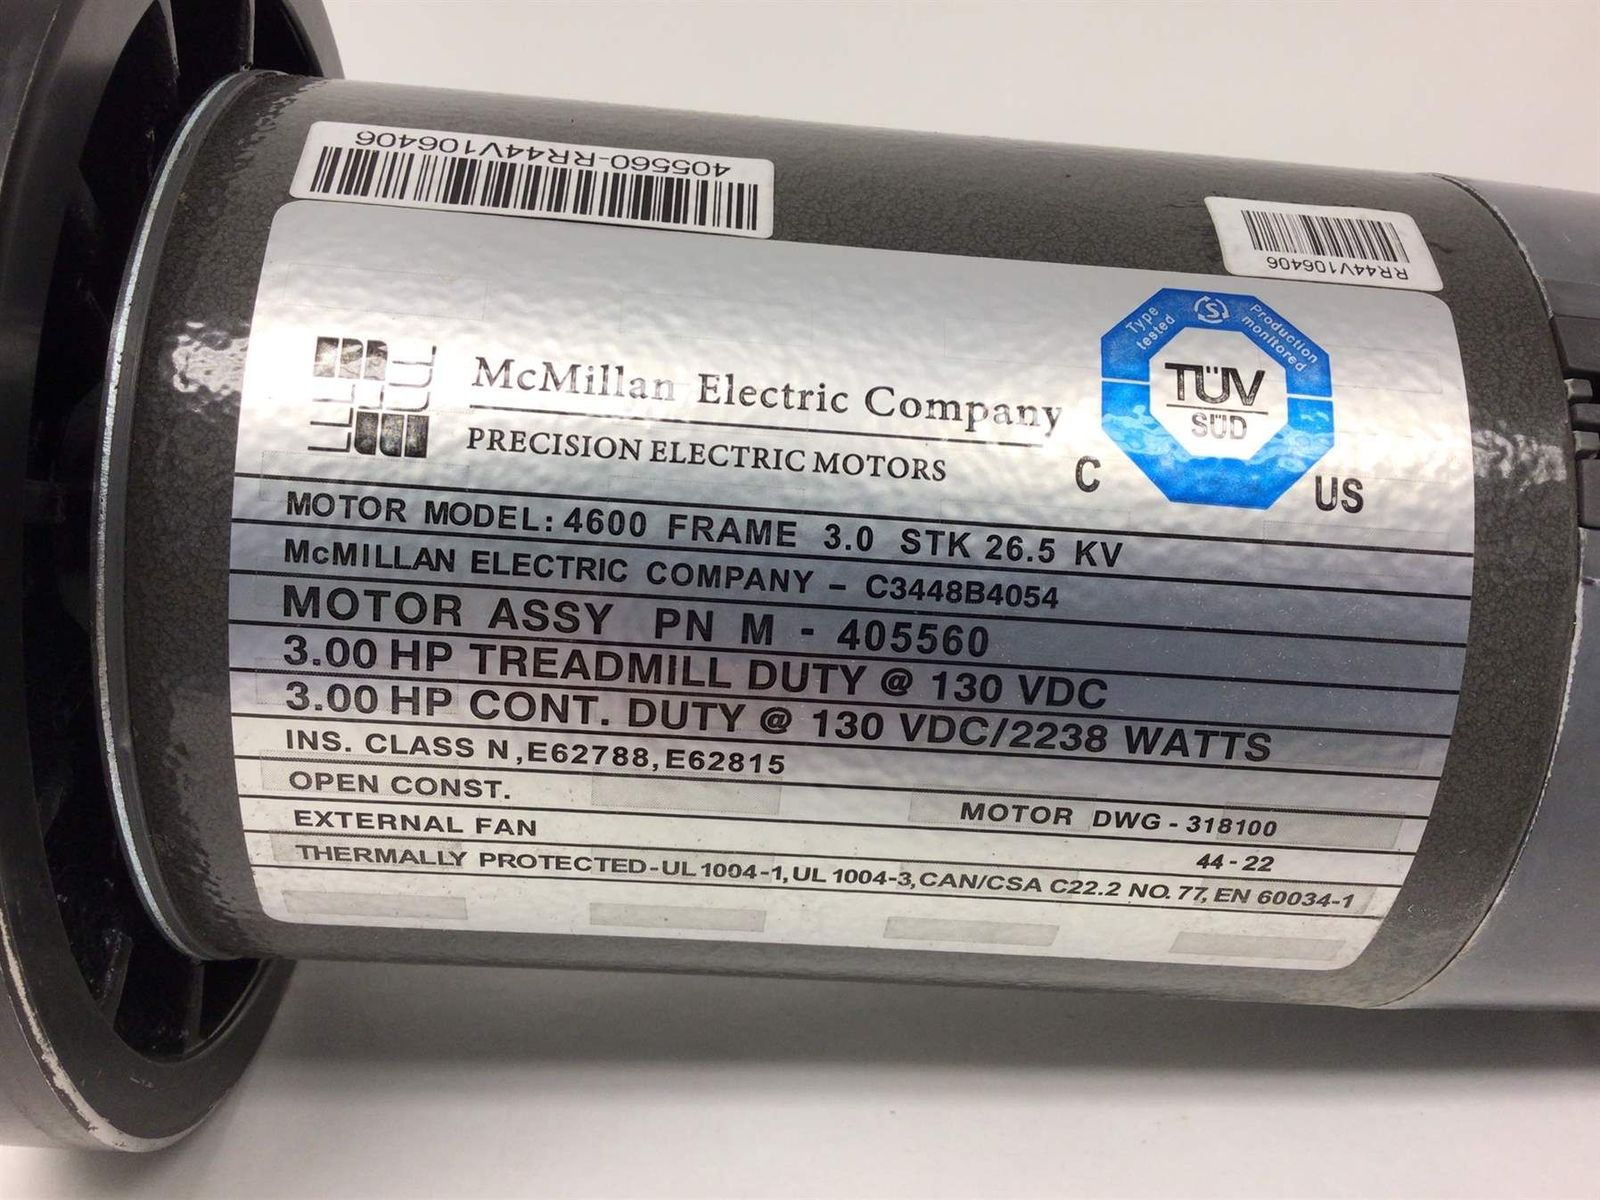 405560-RR44V106406
RR44V106406
Type tested
Production monitored
TÜV
SÜD
C US
McMillan Electric Company
PRECISION ELECTRIC MOTORS
MOTOR MODEL: 4600 FRAME 3.0 STK 26.5 KV
McMILLAN ELECTRIC COMPANY - C3448B4054
MOTOR ASSY PN M - 405560
3.00 HP TREADMILL DUTY @ 130 VDC
3.00 HP CONT. DUTY @ 130 VDC/2238 WATTS
INS. CLASS N, E62788, E62815
OPEN CONST. MOTOR DWG - 318100
EXTERNAL FAN 44 - 22
THERMALLY PROTECTED-UL 1004-1, UL 1004-3, CAN/CSA C22.2 NO. 77, EN 60034-1